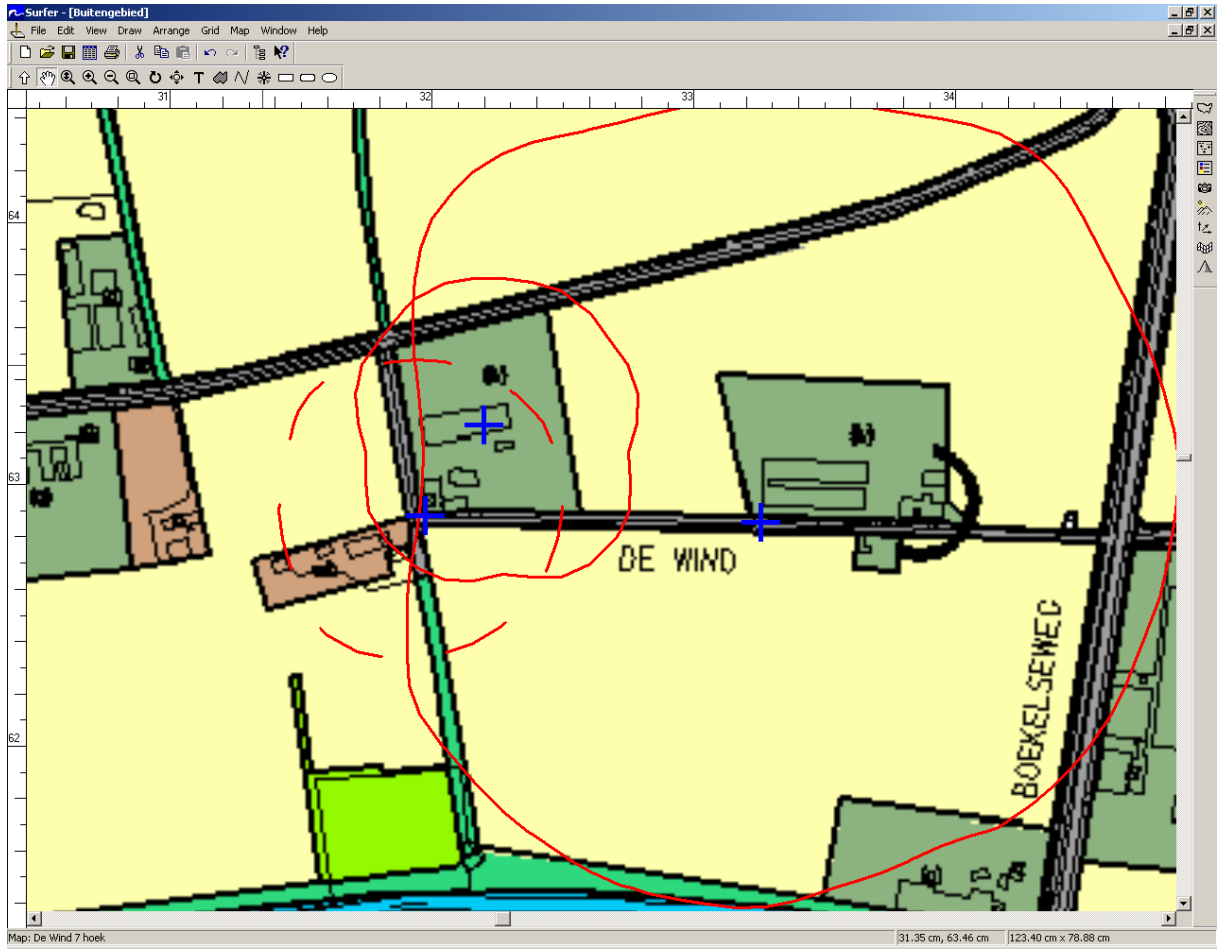 Surfer - [Buitengebied]
File Edit View Draw Arrange Grid Map Window Help
31 32 33 34
64
63
DE WIND
BOEKELSEWEG
62
Map: De Wind 7 hoek
31.35 cm, 63.46 cm
123.40 cm x 78.88 cm